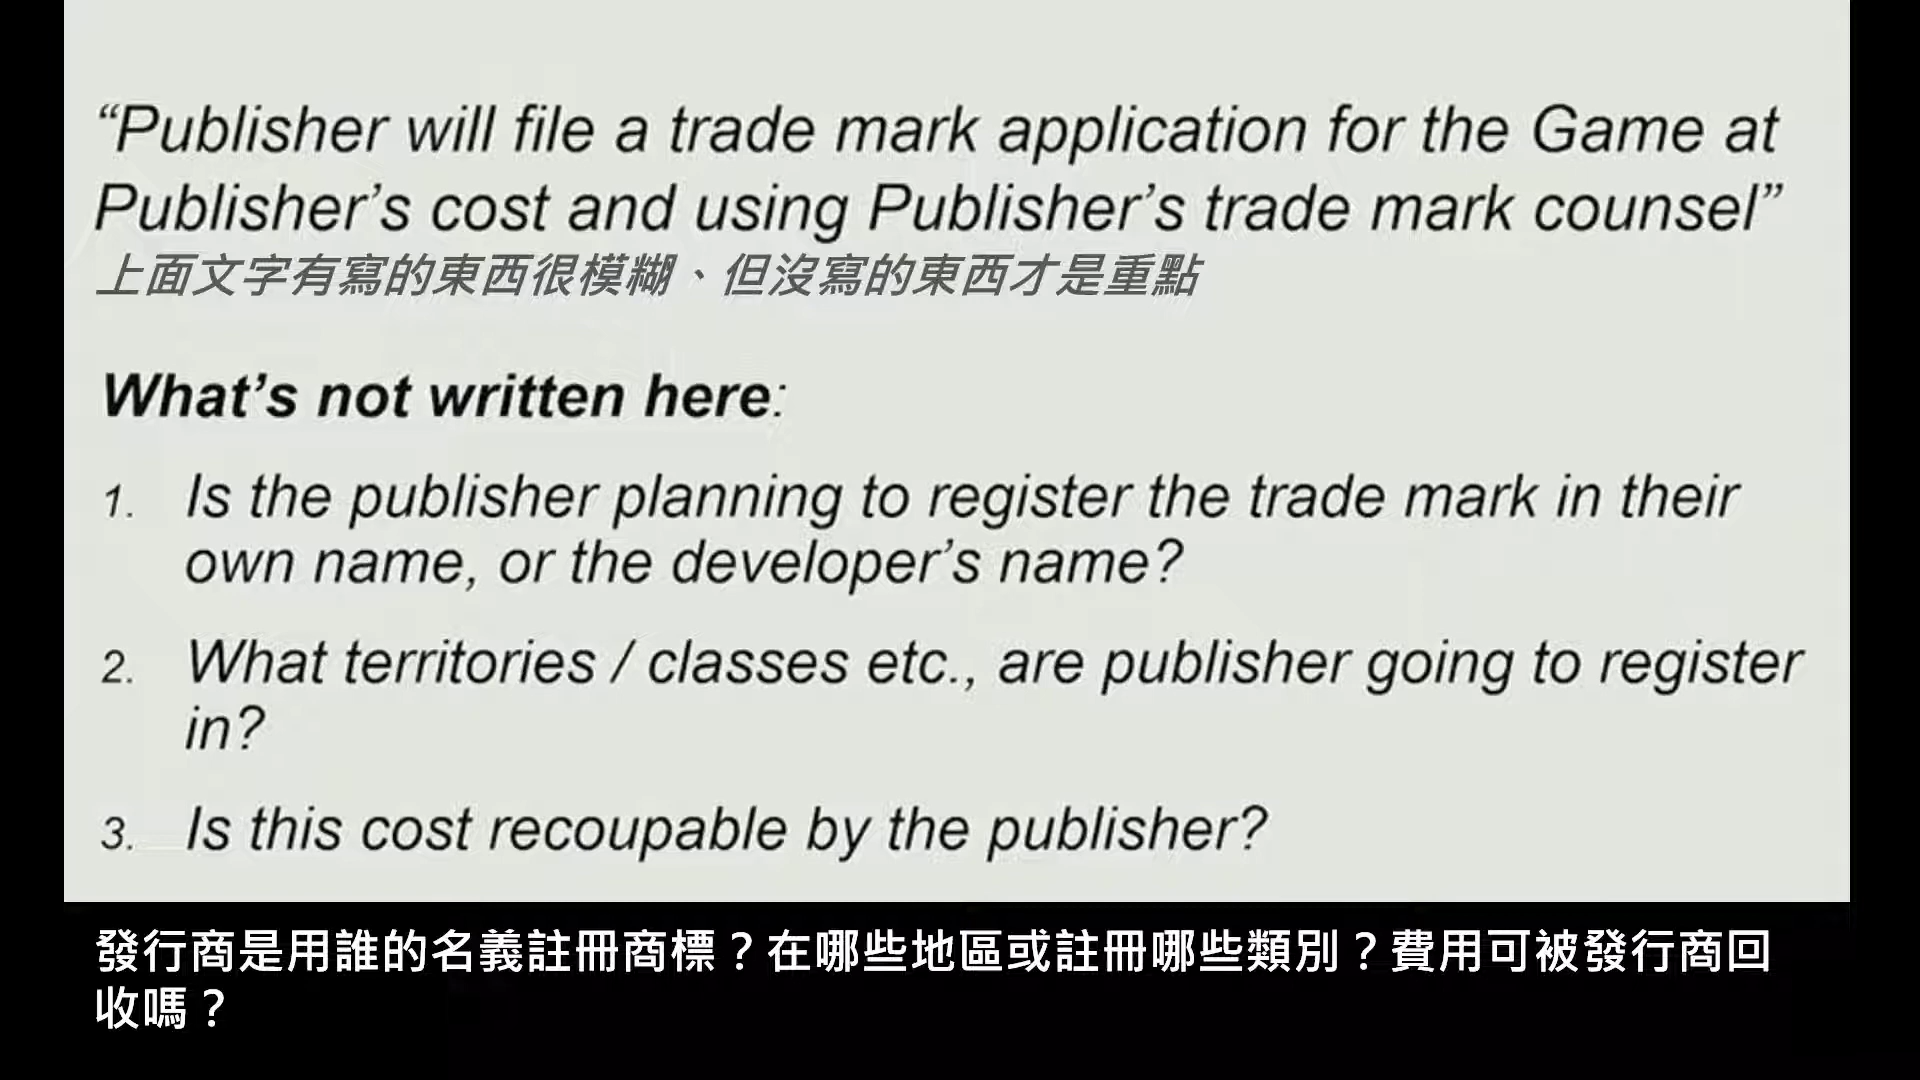 “Publisher will file a trade mark application for the Game at
Publisher’s cost and using Publisher’s trade mark counsel”
上面文字有寫的東西很模糊、但沒寫的東西才是重點
What’s not written here:
1. Is the publisher planning to register the trade mark in their
own name, or the developer’s name?
2. What territories / classes etc., are publisher going to register
in?
3. Is this cost recoupable by the publisher?
發行商是用誰的名義註冊商標？在哪些地區或註冊哪些類別？費用可被發行商回
收嗎？